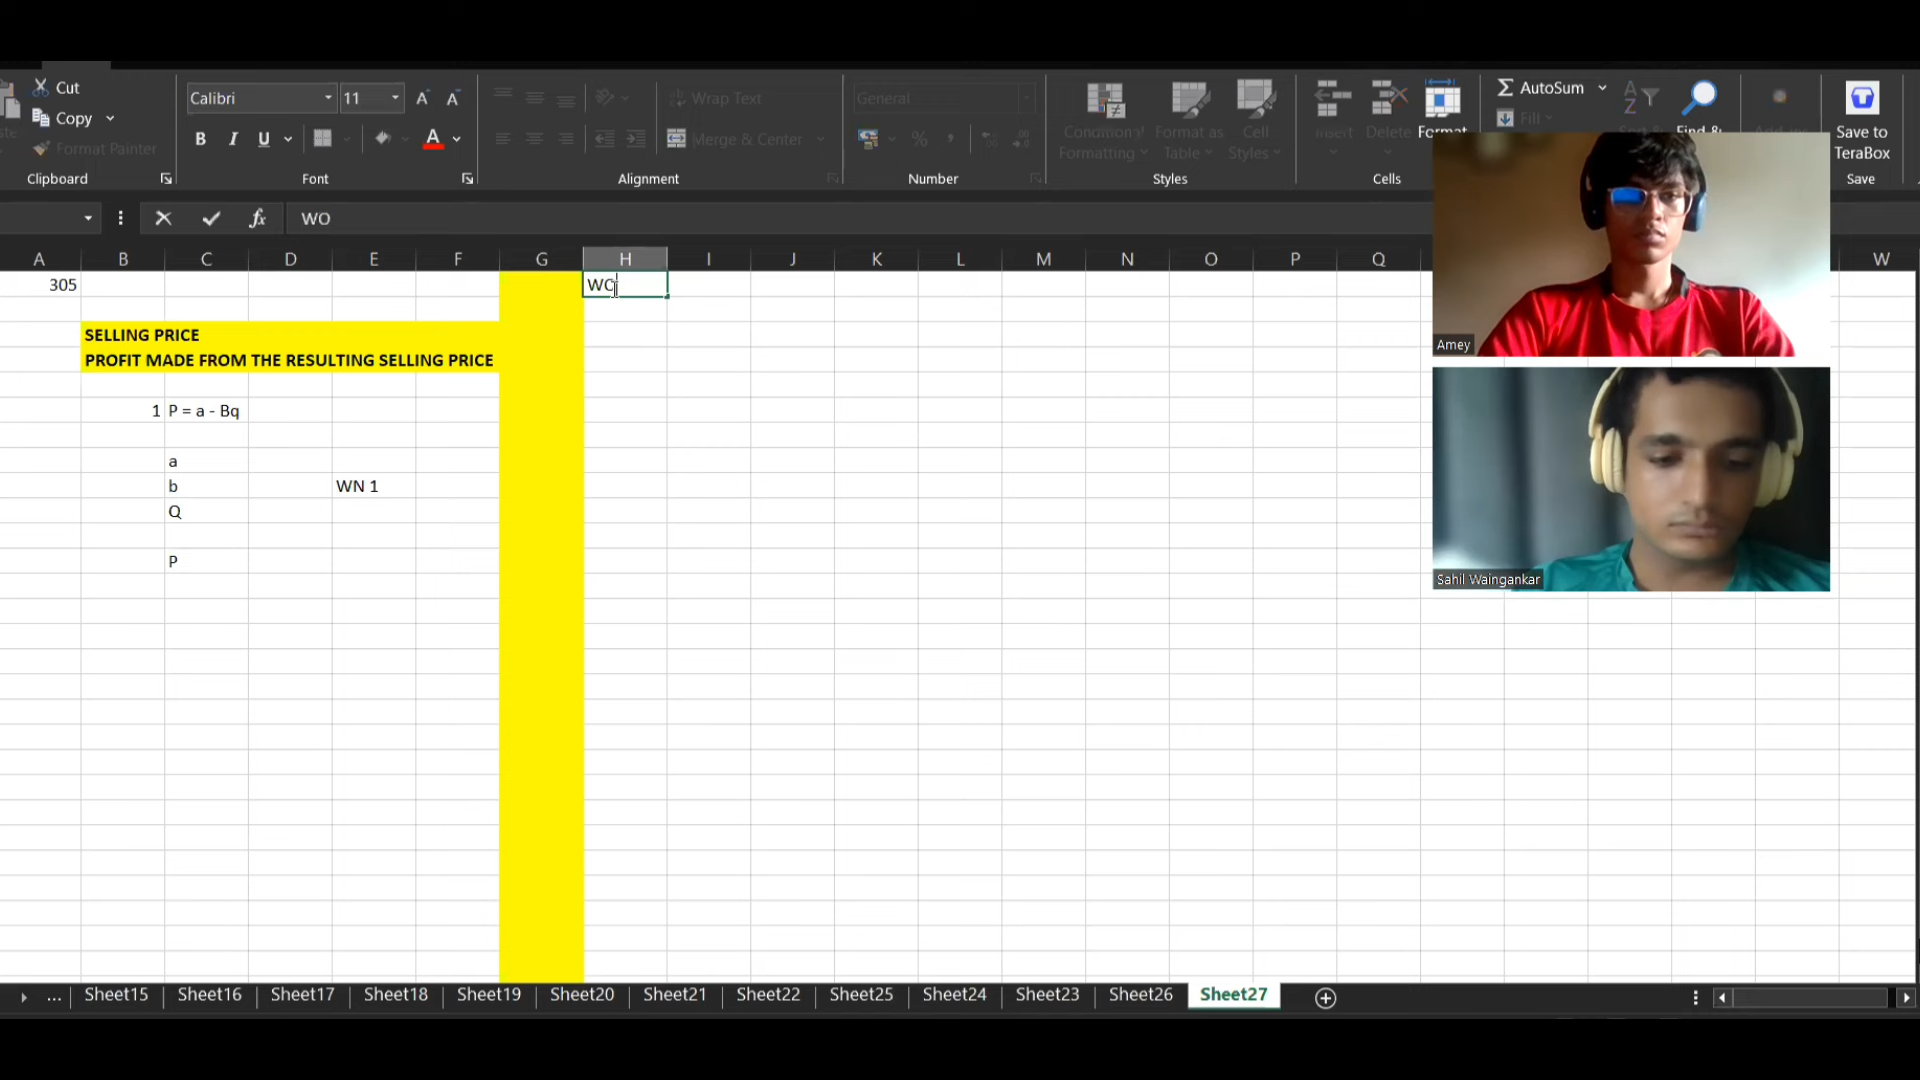 Cut
Copy
Format Painter
Clipboard
Calibri
11
B I U
A
Font
Wrap Text
Merge & Center
Alignment
General
%
Number
Formatting
Format as
Table
Cell
Styles
Styles
Insert
Delete
Format
Cells
AutoSum
Fill
Find &
Save to
TeraBox
Save
fx
WO
A B C D E F G H I J K L M N O P Q W
305
WO
SELLING PRICE
PROFIT MADE FROM THE RESULTING SELLING PRICE
1 P = a - Bq
a
b WN 1
Q
P
Amey
Sahil Waingankar
... Sheet15 Sheet16 Sheet17 Sheet18 Sheet19 Sheet20 Sheet21 Sheet22 Sheet25 Sheet24 Sheet23 Sheet26 Sheet27